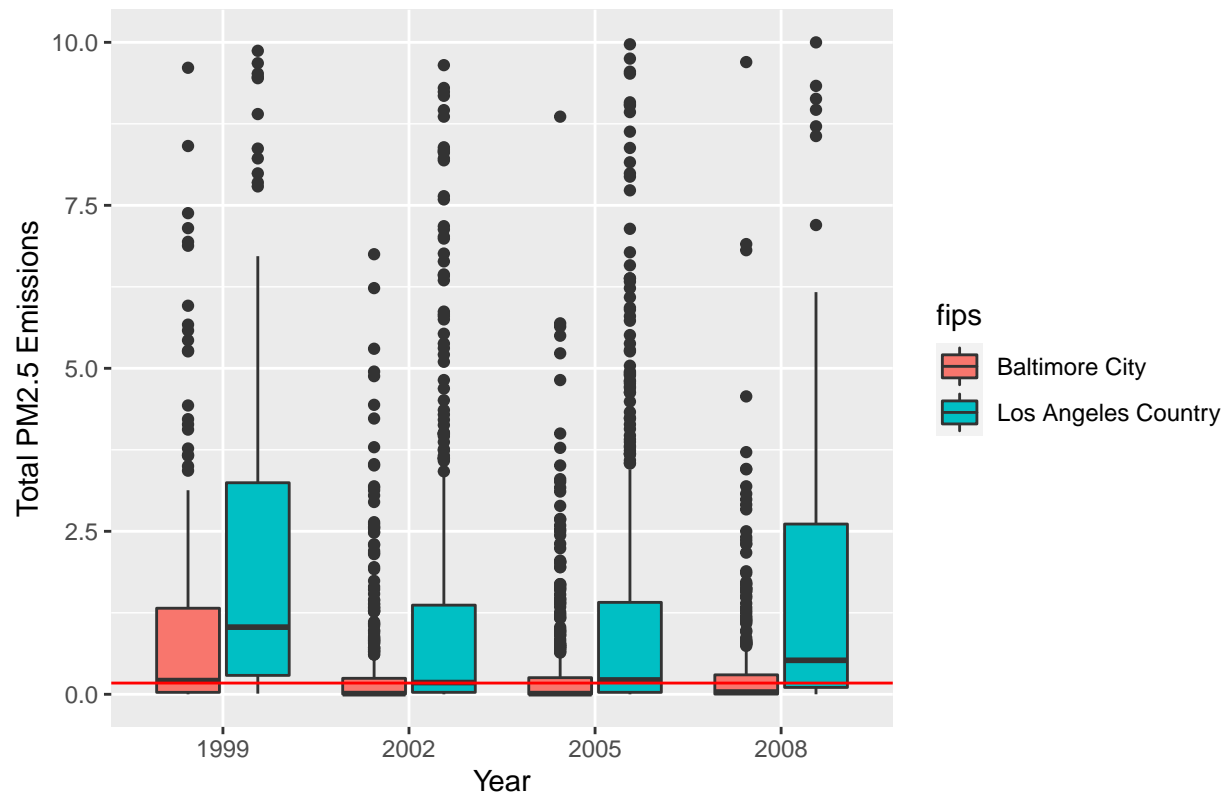 10.0
7.5
5.0
2.5
0.0
Total PM2.5 Emissions
1999
2002
2005
2008
Year
fips
Baltimore City
Los Angeles Country